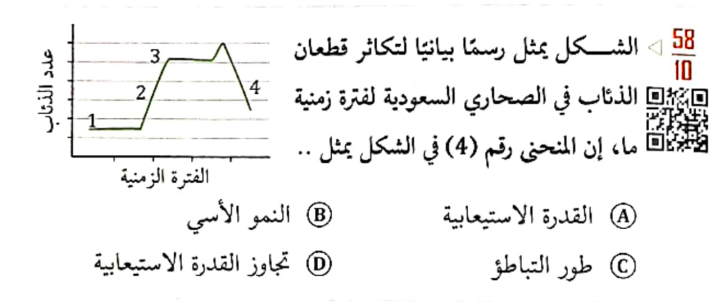 58
10
الشكل يمثل رسمًا بيانيًا لتكاثر قطعان
الذئاب في الصحاري السعودية لفترة زمنية
ما، إن المنحنى رقم (4) في الشكل يمثل ..
عدد الذئاب
1
2
3
4
الفترة الزمنية
A القدرة الاستيعابية
B النمو الأسي
C طور التباطؤ
D تجاوز القدرة الاستيعابية